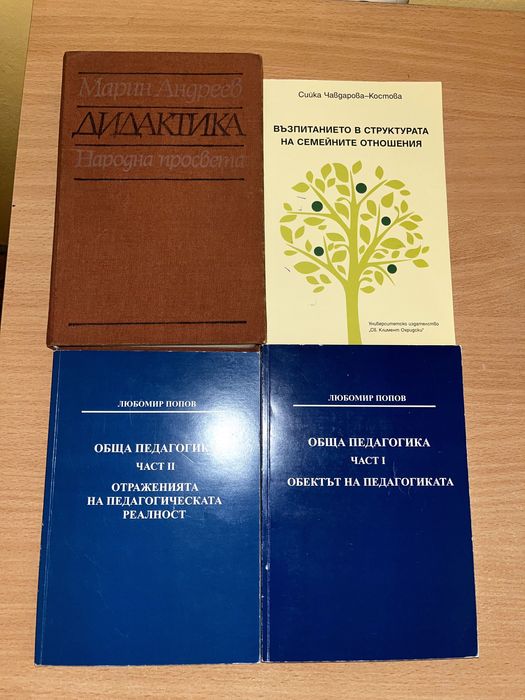 Марин Андреев
ДИДАКТИКА
Народна просвета
Сийка Чавдарова-Костова
ВЪЗПИТАНИЕТО В СТРУКТУРАТА
НА СЕМЕЙНИТЕ ОТНОШЕНИЯ
Университетско издателство
„Св. Климент Охридски“
ЛЮБОМИР ПОПОВ
ОБЩА ПЕДАГОГИКА
ЧАСТ II
ОТРАЖЕНИЯТА
НА ПЕДАГОГИЧЕСКАТА
РЕАЛНОСТ
ЛЮБОМИР ПОПОВ
ОБЩА ПЕДАГОГИКА
ЧАСТ I
ОБЕКТЪТ НА ПЕДАГОГИКАТА